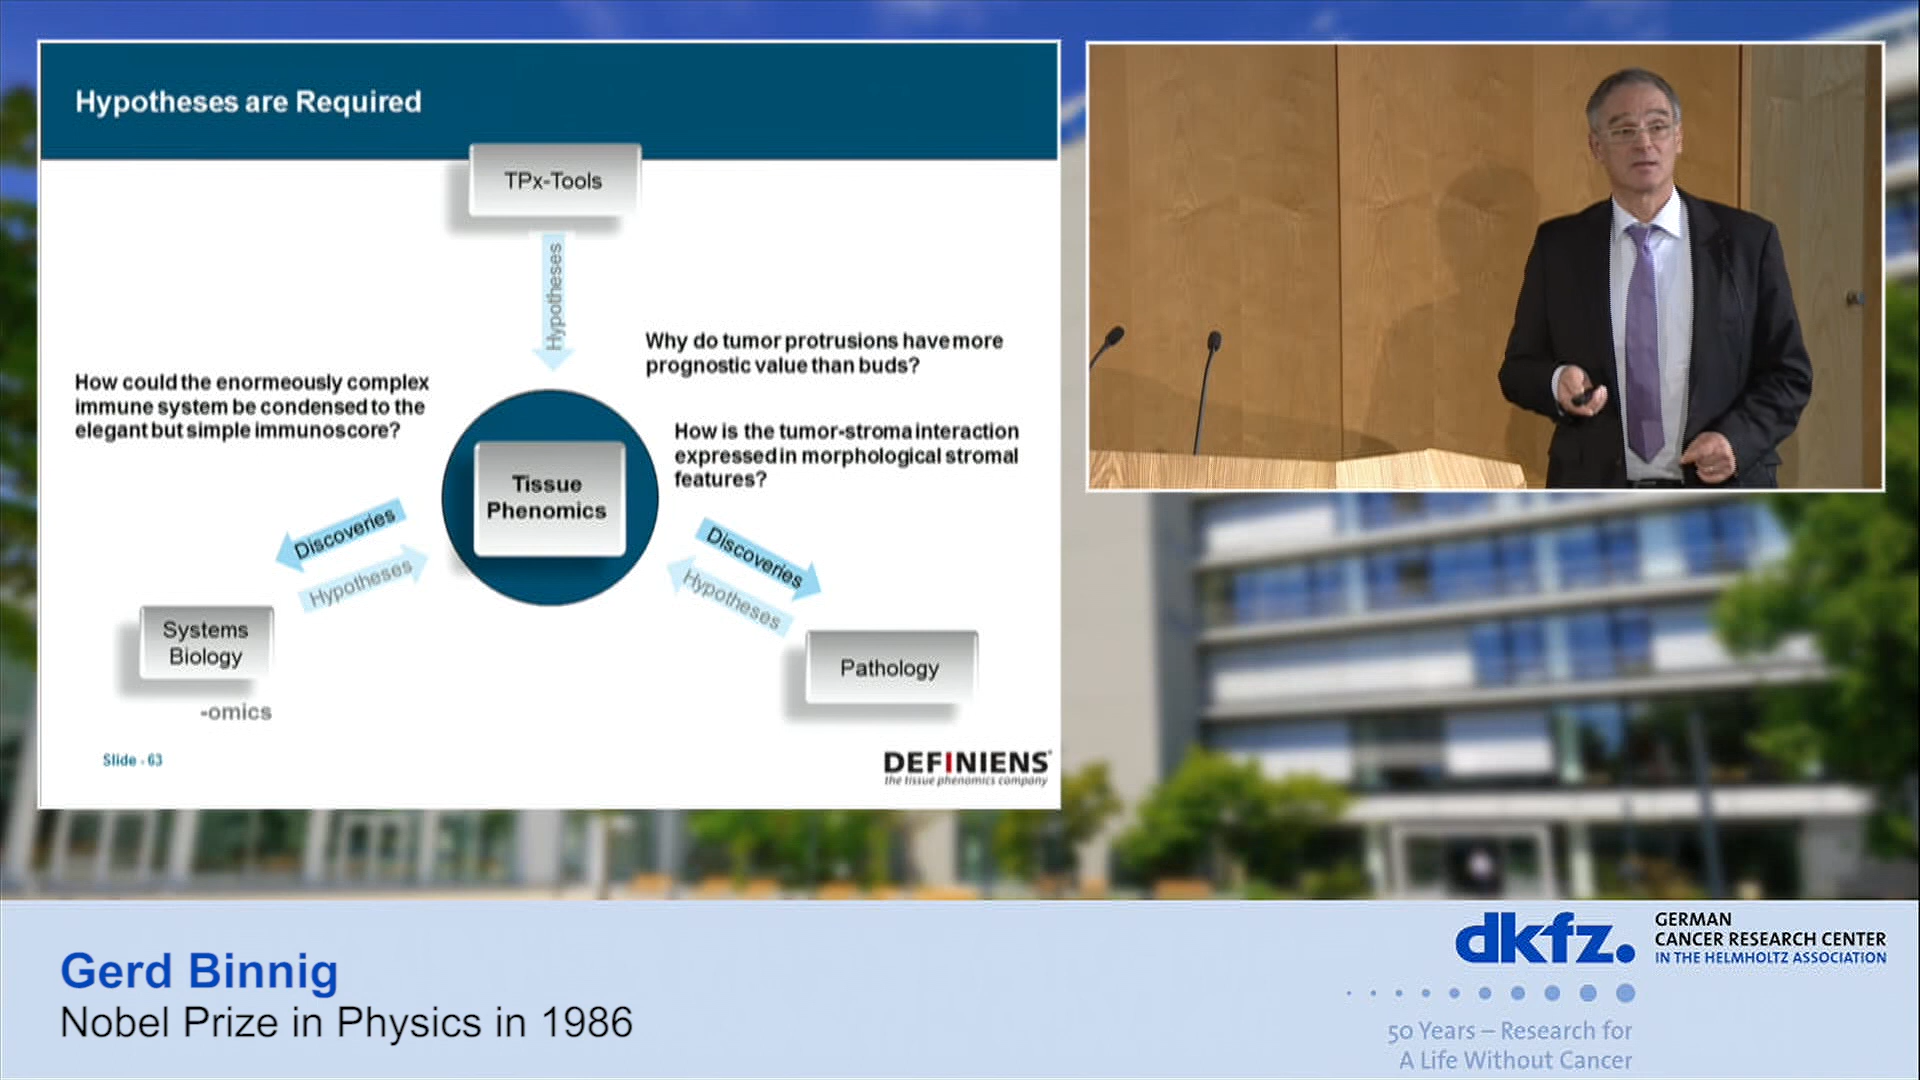 Hypotheses are Required
TPx-Tools
Hypotheses
Why do tumor protrusions have more
prognostic value than buds?
How could the enormeously complex
immune system be condensed to the
elegant but simple immunoscore?
How is the tumor-stroma interaction
expressed in morphological stromal
features?
Tissue
Phenomics
Discoveries
Hypotheses
Discoveries
Hypotheses
Systems
Biology
-omics
Pathology
Slide - 63
DEFINIENS
the tissue phenomics company
Gerd Binnig
Nobel Prize in Physics in 1986
dkfz.
GERMAN
CANCER RESEARCH CENTER
IN THE HELMHOLTZ ASSOCIATION
50 Years – Research for
A Life Without Cancer